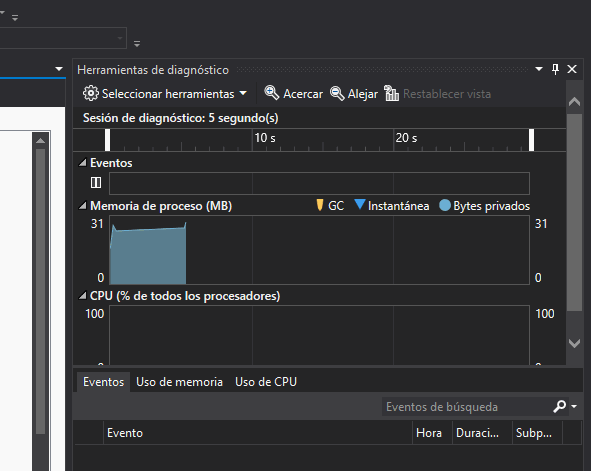 Herramientas de diagnóstico
Seleccionar herramientas Acercar Alejar Restablecer vista
Sesión de diagnóstico: 5 segundo(s)
10 s 20 s
Eventos
Memoria de proceso (MB) GC Instantánea Bytes privados
31 31
0 0
CPU (% de todos los procesadores)
100 100
Eventos Uso de memoria Uso de CPU
Eventos de búsqueda
Evento Hora Duraci... Subp...